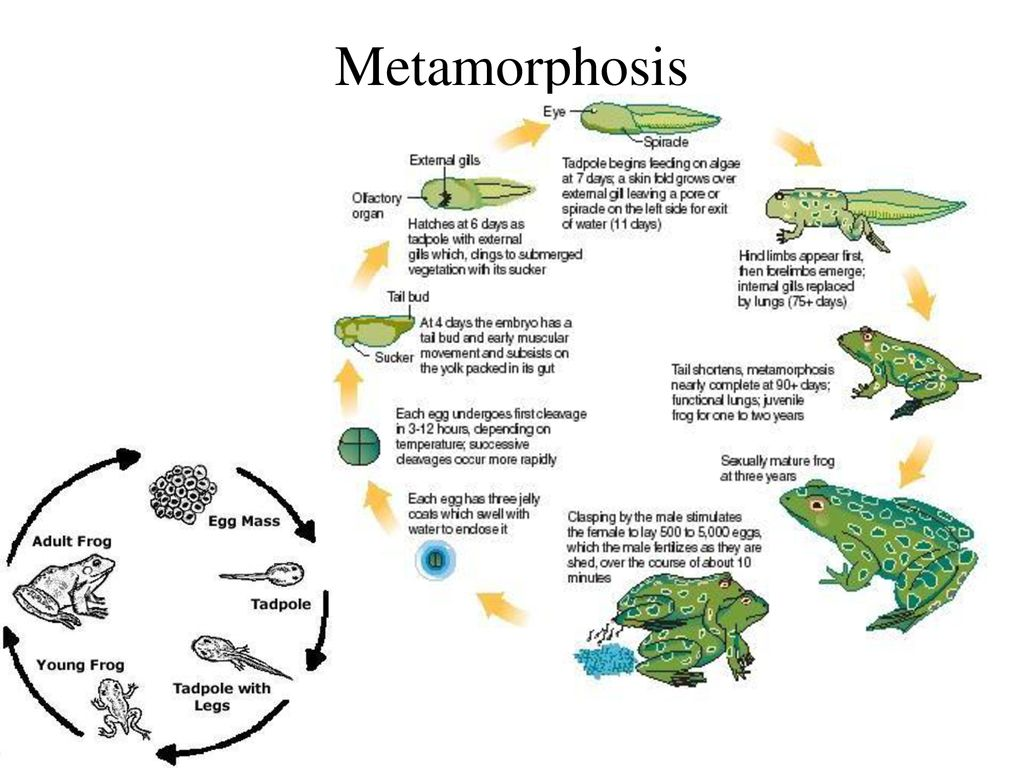 Metamorphosis
Eye
Spiracle
Tadpole begins feeding on algae
at 7 days; a skin fold grows over
external gill leaving a pore or
spiracle on the left side for exit
of water (11 days)
Hind limbs appear first,
then forelimbs emerge;
internal gills replaced
by lungs (75+ days)
Tail shortens, metamorphosis
nearly complete at 90+ days;
functional lungs; juvenile
frog for one to two years
Sexually mature frog
at three years
Clasping by the male stimulates
the female to lay 500 to 5,000 eggs,
which the male fertilizes as they are
shed, over the course of about 10
minutes
Each egg has three jelly
coats which swell with
water to enclose it
Each egg undergoes first cleavage
in 3-12 hours, depending on
temperature; successive
cleavages occur more rapidly
Tail bud
Sucker
At 4 days the embryo has a
tail bud and early muscular
movement and subsists on
the yolk packed in its gut
External gills
Olfactory
organ
Hatches at 6 days as
tadpole with external
gills which, clings to submerged
vegetation with its sucker
Egg Mass
Tadpole
Tadpole with
Legs
Young Frog
Adult Frog